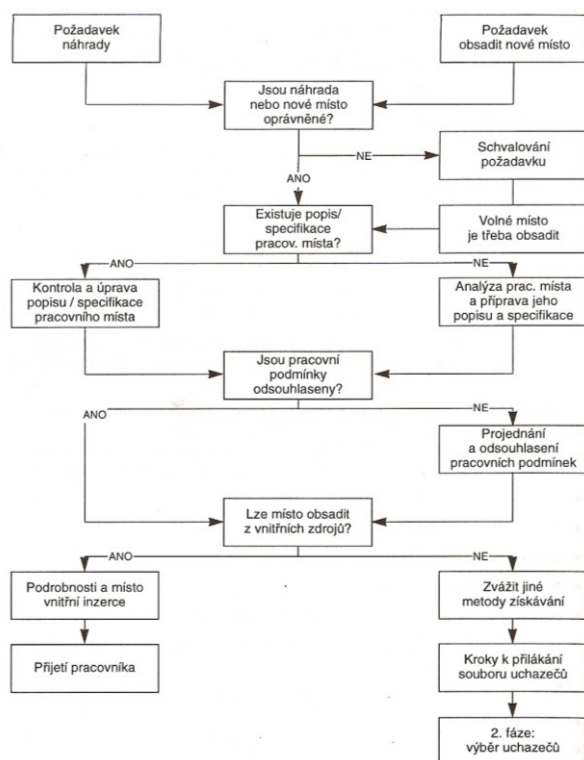 Požadavek
náhrady
Požadavek
obsadit nové místo
Jsou náhrada
nebo nové místo
oprávněné?
NE
Schvalování
požadavku
ANO
Existuje popis/
specifikace
pracov. místa?
Volné místo
je třeba obsadit
ANO
NE
Kontrola a úprava
popisu / specifikace
pracovního místa
Analýza prac. místa
a příprava jeho
popisu a specifikace
Jsou pracovní
podmínky
odsouhlaseny?
ANO
NE
Projednání
a odsouhlasení
pracovních podmínek
Lze místo obsadit
z vnitřních zdrojů?
ANO
NE
Podrobnosti a místo
vnitřní inzerce
Zvážit jiné
metody získávání
Přijetí pracovníka
Kroky k přilákání
souboru uchazečů
2. fáze:
výběr uchazečů